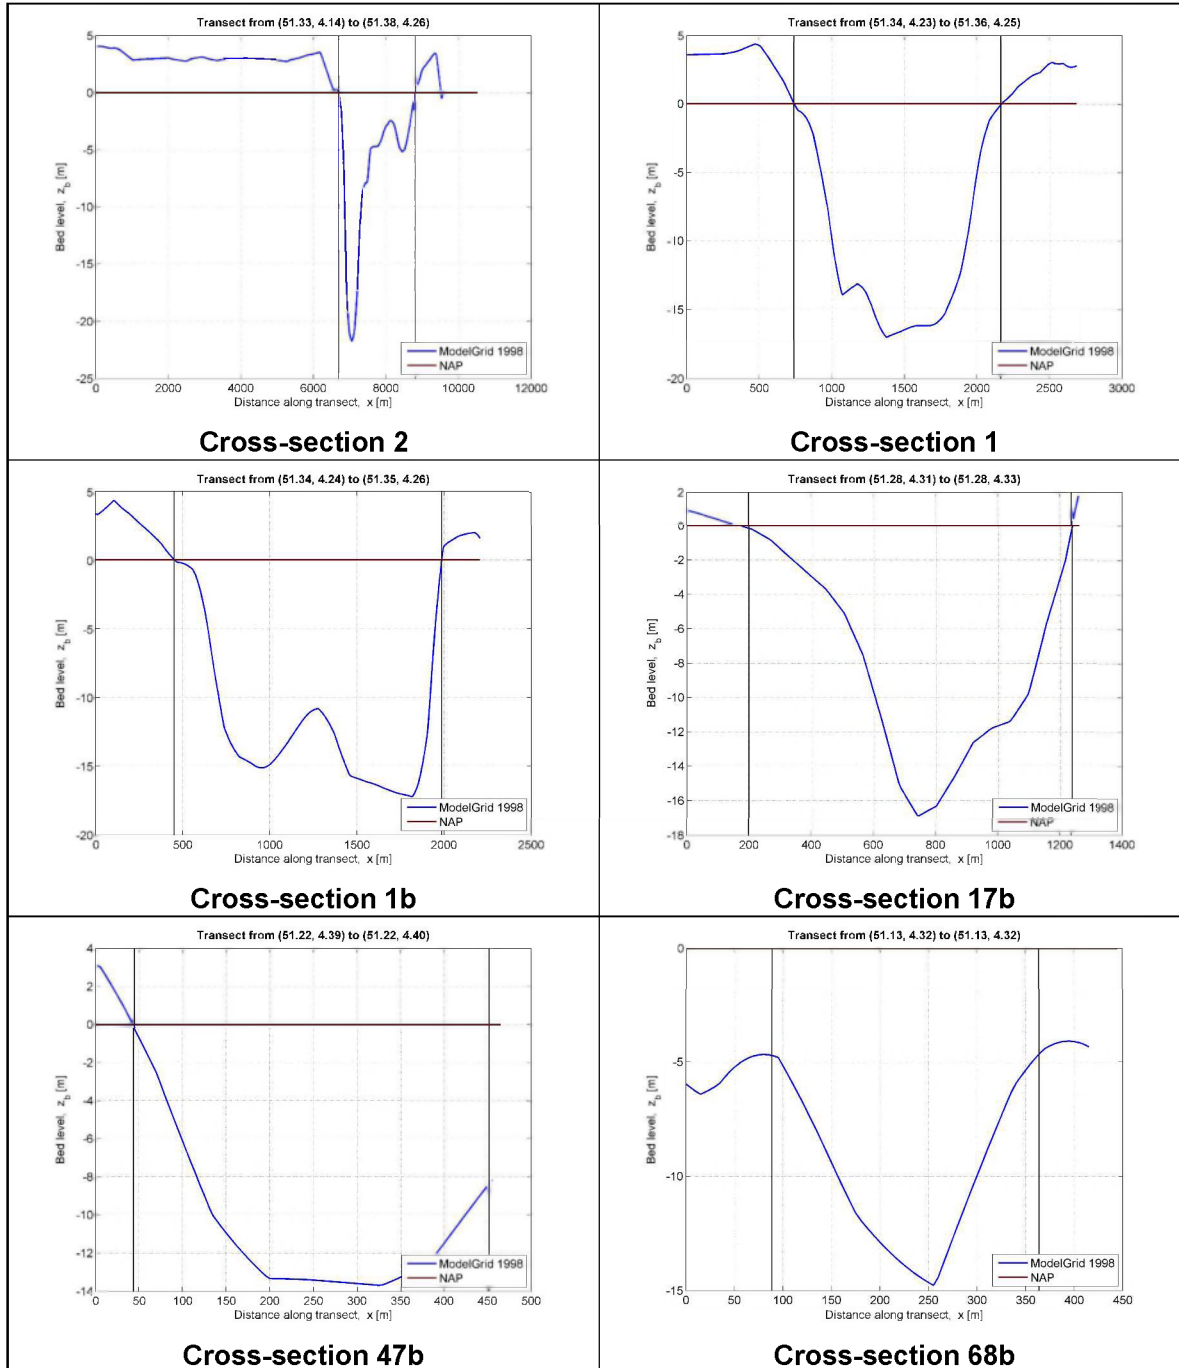 Transect from (51.33, 4.14) to (51.38, 4.26)
5
0
-5
-10
-15
-20
-25
Bed level, z_b [m]
ModelGrid 1998
NAP
0 2000 4000 6000 8000 10000 12000
Distance along transect, x [m]
Cross-section 2
Transect from (51.34, 4.23) to (51.36, 4.25)
5
0
-5
-10
-15
-20
Bed level, z_b [m]
ModelGrid 1998
NAP
0 500 1000 1500 2000 2500 3000
Distance along transect, x [m]
Cross-section 1
Transect from (51.34, 4.24) to (51.35, 4.26)
5
0
-5
-10
-15
-20
Bed level, z_b [m]
ModelGrid 1998
NAP
0 500 1000 1500 2000 2500
Distance along transect, x [m]
Cross-section 1b
Transect from (51.28, 4.31) to (51.28, 4.33)
2
0
-2
-4
-6
-8
-10
-12
-14
-16
-18
Bed level, z_b [m]
ModelGrid 1998
NAP
0 200 400 600 800 1000 1200 1400
Distance along transect, x [m]
Cross-section 17b
Transect from (51.22, 4.39) to (51.22, 4.40)
4
2
0
-2
-4
-6
-8
-10
-12
-14
Bed level, z_b [m]
ModelGrid 1998
NAP
0 50 100 150 200 250 300 350 400 450 500
Distance along transect, x [m]
Cross-section 47b
Transect from (51.13, 4.32) to (51.13, 4.32)
0
-5
-10
-15
Bed level, z_b [m]
ModelGrid 1998
NAP
0 50 100 150 200 250 300 350 400 450
Distance along transect, x [m]
Cross-section 68b